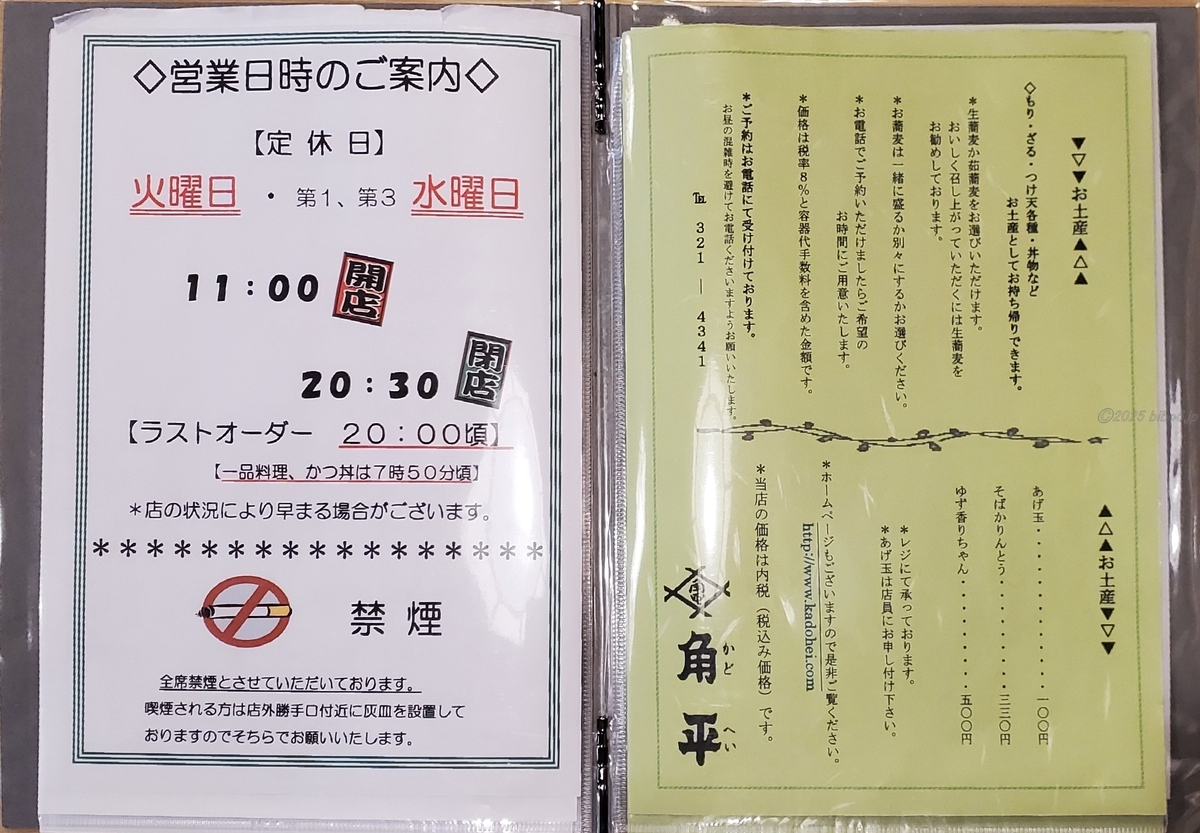 ◇営業日時のご案内◇
【定休日】
火曜日・第1、第3水曜日
11:00 開店
20:30 閉店
【ラストオーダー 20:00頃】
【一品料理、かつ丼は7時50分頃】
*店の状況により早まる場合がございます。
********************
禁煙
全席禁煙とさせていただいております。
喫煙される方は店外勝手口付近に灰皿を設置して
おりますのでそちらでお願いいたします。
▼▽▼お土産▲△▲
◇もり・ざる・つけ天各種・丼物など
お土産としてお持ち帰りできます。
*生蕎麦か茹蕎麦をお選びいただけます。
おいしく召し上がっていただくには生蕎麦を
お勧めしております。
*お蕎麦は一緒に盛るか別々にするかお選びください。
*お電話でご予約いただけましたらご希望の
お時間にご用意いたします。
*価格は税率8%と容器代手数料を含めた金額です。
*ご予約はお電話にて受け付けております。
お昼の混雑時を避けてお電話くださいますようお願いいたします。
℡ 321―4341
▲△▲お土産▼▽▼
あげ玉・・・・・・・・・・・一〇〇円
そばかりんとう・・・・・・・・三三〇円
ゆず香りちゃん・・・・・・・・五〇〇円
*レジにて承っております。
*あげ玉は店員にお申し付け下さい。
*ホームページもございますので是非ご覧ください。
http://www.kadohei.com
*当店の価格は内税(税込み価格)です。
角平
かどへい
©2025